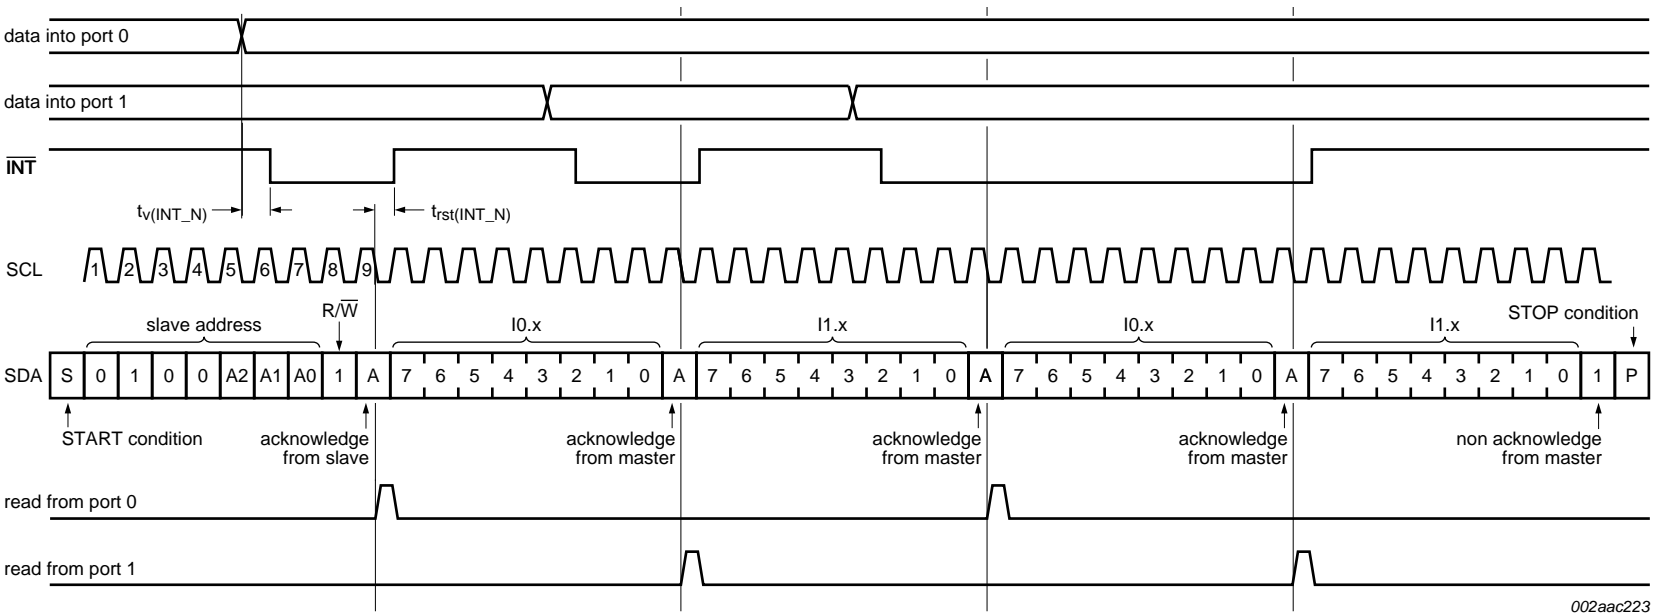 data into port 0
data into port 1
INT
tv(INT_N)
trst(INT_N)
SCL
1 2 3 4 5 6 7 8 9
R/W
STOP condition
slave address
I0.x
I1.x
I0.x
I1.x
SDA S 0 1 0 0 A2 A1 A0 1 A 7 6 5 4 3 2 1 0 A 7 6 5 4 3 2 1 0 A 7 6 5 4 3 2 1 0 A 7 6 5 4 3 2 1 0 1 P
START condition
acknowledge
from slave
acknowledge
from master
acknowledge
from master
acknowledge
from master
non acknowledge
from master
read from port 0
read from port 1
002aac223